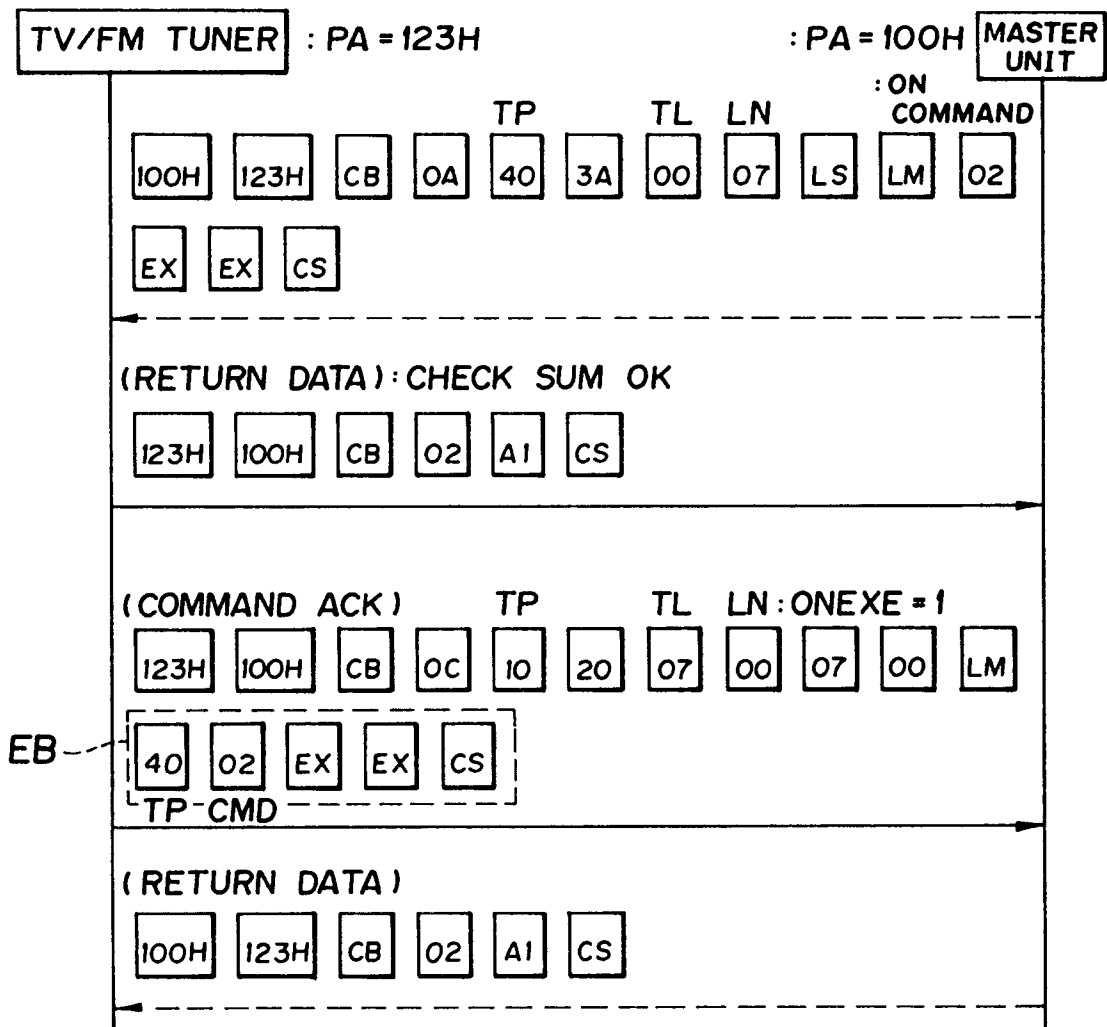 TV/FM TUNER : PA = 123H : PA = 100H MASTER UNIT
: ON COMMAND
TP TL LN
100H 123H CB 0A 40 3A 00 07 LS LM 02
EX EX CS
(RETURN DATA) : CHECK SUM OK
123H 100H CB 02 A1 CS
(COMMAND ACK) TP TL LN : ONEXE = 1
123H 100H CB 0C 10 20 07 00 07 00 LM
EB 40 02 EX EX CS
TP CMD
(RETURN DATA)
100H 123H CB 02 A1 CS